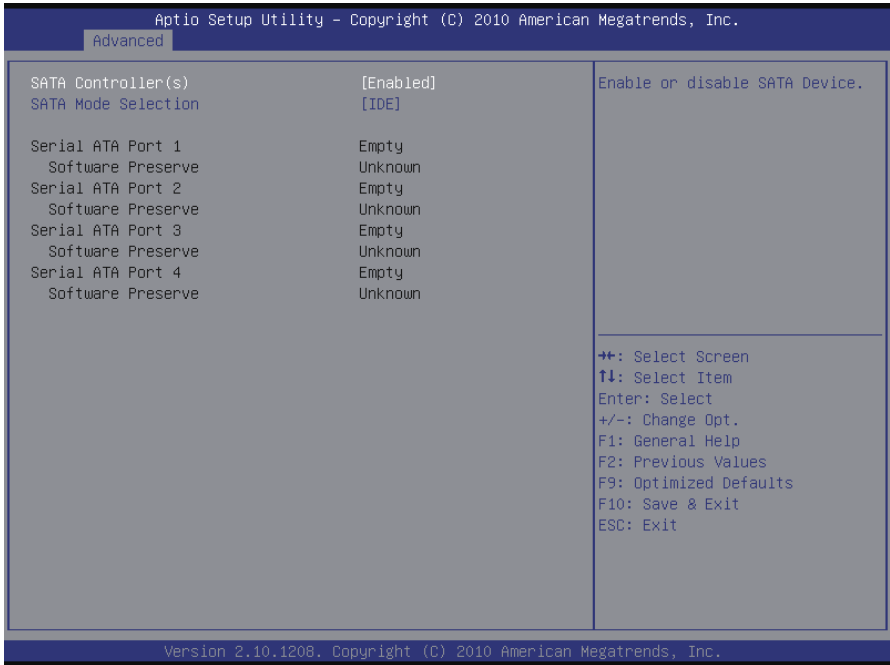 Aptio Setup Utility – Copyright (C) 2010 American Megatrends, Inc.
Advanced
SATA Controller(s) [Enabled]
SATA Mode Selection [IDE]
Serial ATA Port 1 Empty
Software Preserve Unknown
Serial ATA Port 2 Empty
Software Preserve Unknown
Serial ATA Port 3 Empty
Software Preserve Unknown
Serial ATA Port 4 Empty
Software Preserve Unknown
Enable or disable SATA Device.
→←: Select Screen
↑↓: Select Item
Enter: Select
+/-: Change Opt.
F1: General Help
F2: Previous Values
F9: Optimized Defaults
F10: Save & Exit
ESC: Exit
Version 2.10.1208. Copyright (C) 2010 American Megatrends, Inc.